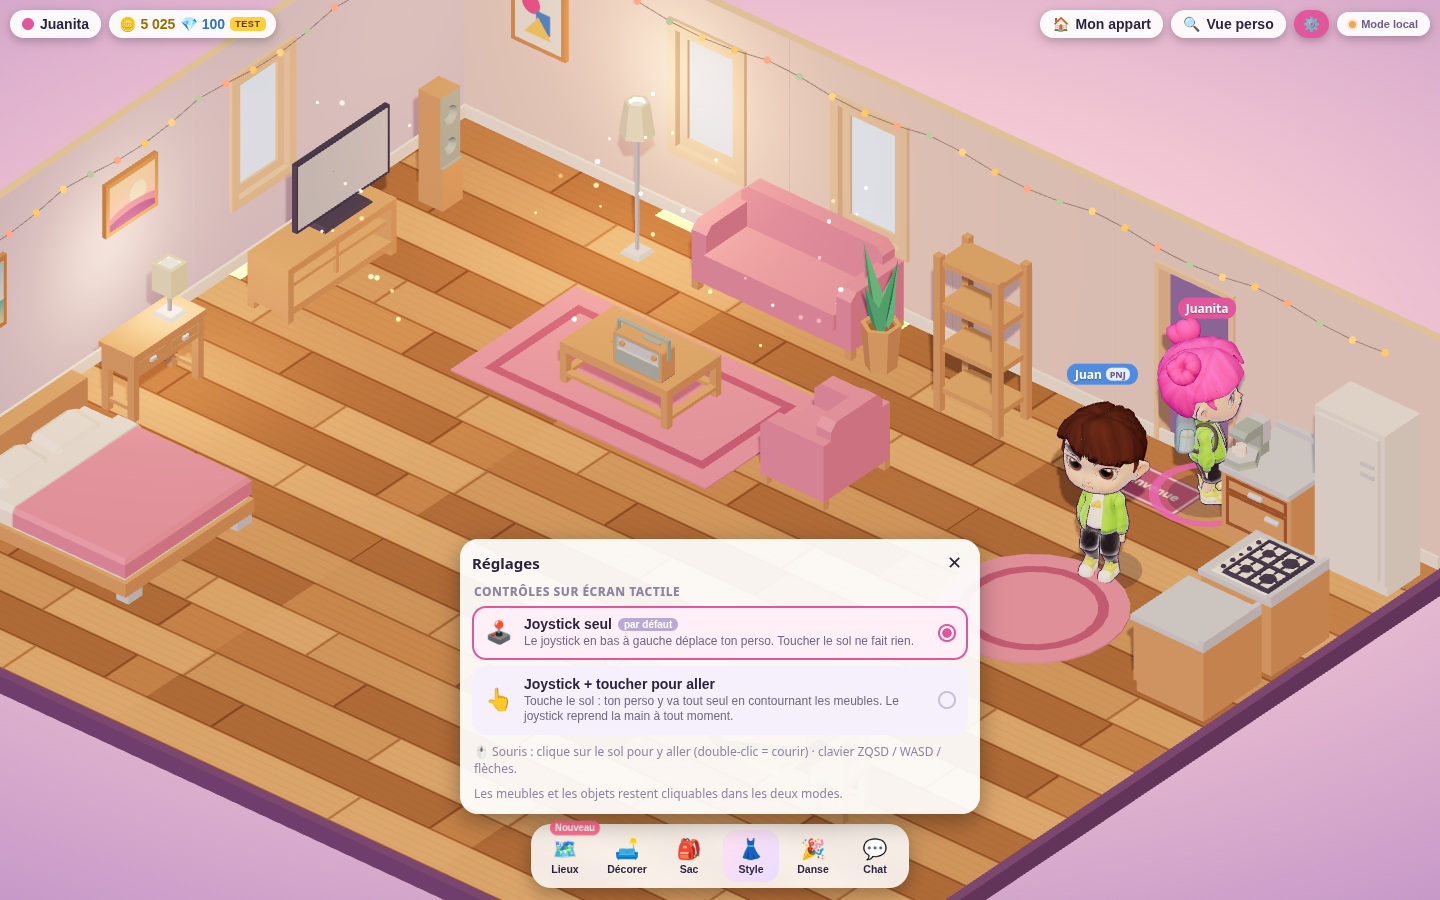 Juanita
5 025 100 TEST
Mon appart
Vue perso
Mode local
Juanita
Juan PNJ
Réglages
CONTRÔLES SUR ÉCRAN TACTILE
Joystick seul par défaut
Le joystick en bas à gauche déplace ton perso. Toucher le sol ne fait rien.
Joystick + toucher pour aller
Touche le sol : ton perso y va tout seul en contournant les meubles. Le
joystick reprend la main à tout moment.
Souris : clique sur le sol pour y aller (double-clic = courir) · clavier ZQSD / WASD /
flèches.
Les meubles et les objets restent cliquables dans les deux modes.
Nouveau
Lieux
Décorer
Sac
Style
Danse
Chat